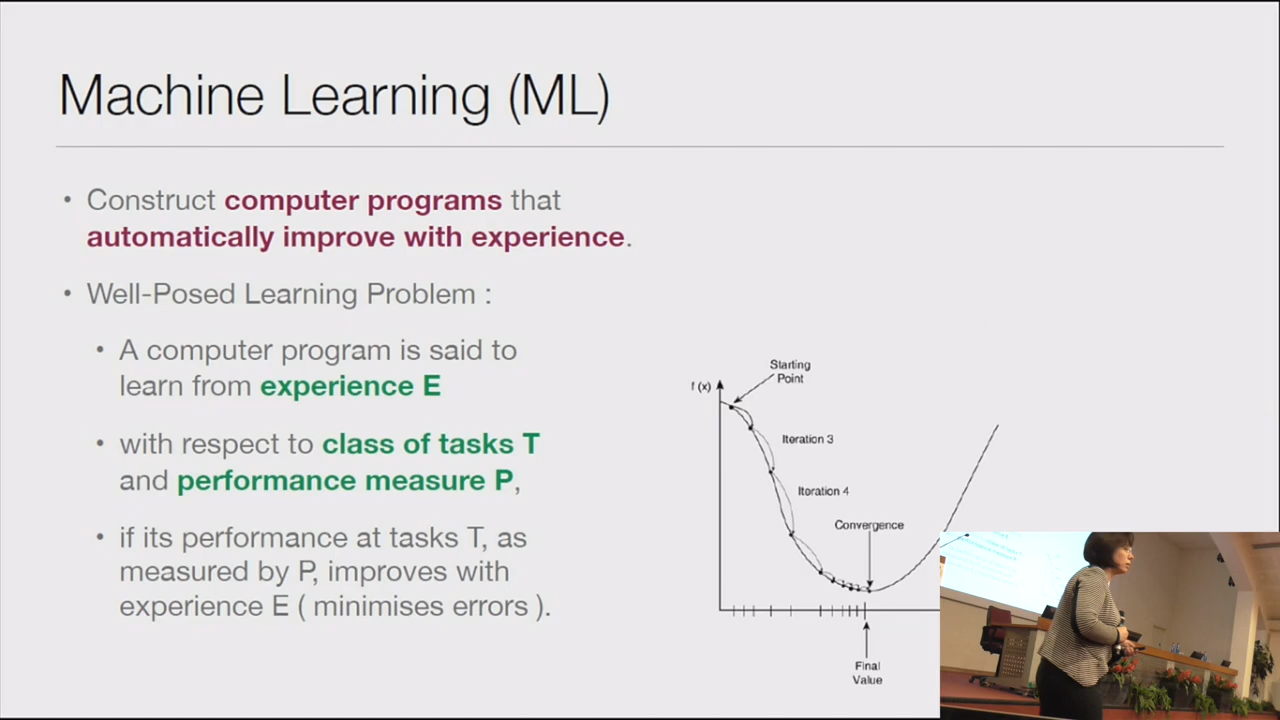 Machine Learning (ML)
• Construct computer programs that
automatically improve with experience.
• Well-Posed Learning Problem :
• A computer program is said to
learn from experience E
• with respect to class of tasks T
and performance measure P,
• if its performance at tasks T, as
measured by P, improves with
experience E ( minimises errors ).
Starting
Point
f (x)
Iteration 3
Iteration 4
Convergence
Final
Value